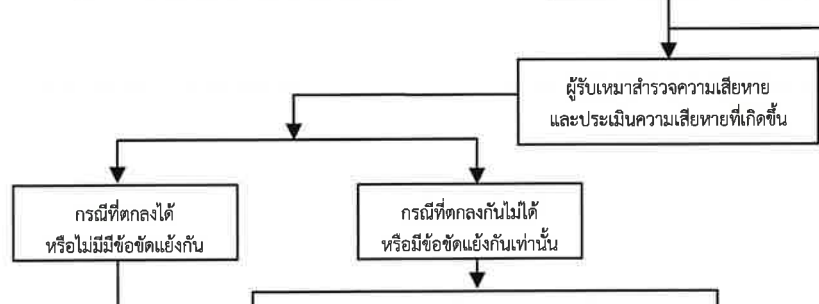 ผู้รับเหมาสำรวจความเสียหาย
และประเมินความเสียหายที่เกิดขึ้น
กรณีที่ตกลงได้
หรือไม่มีมีข้อขัดแย้งกัน
กรณีที่ตกลงกันไม่ได้
หรือมีข้อขัดแย้งกันเท่านั้น